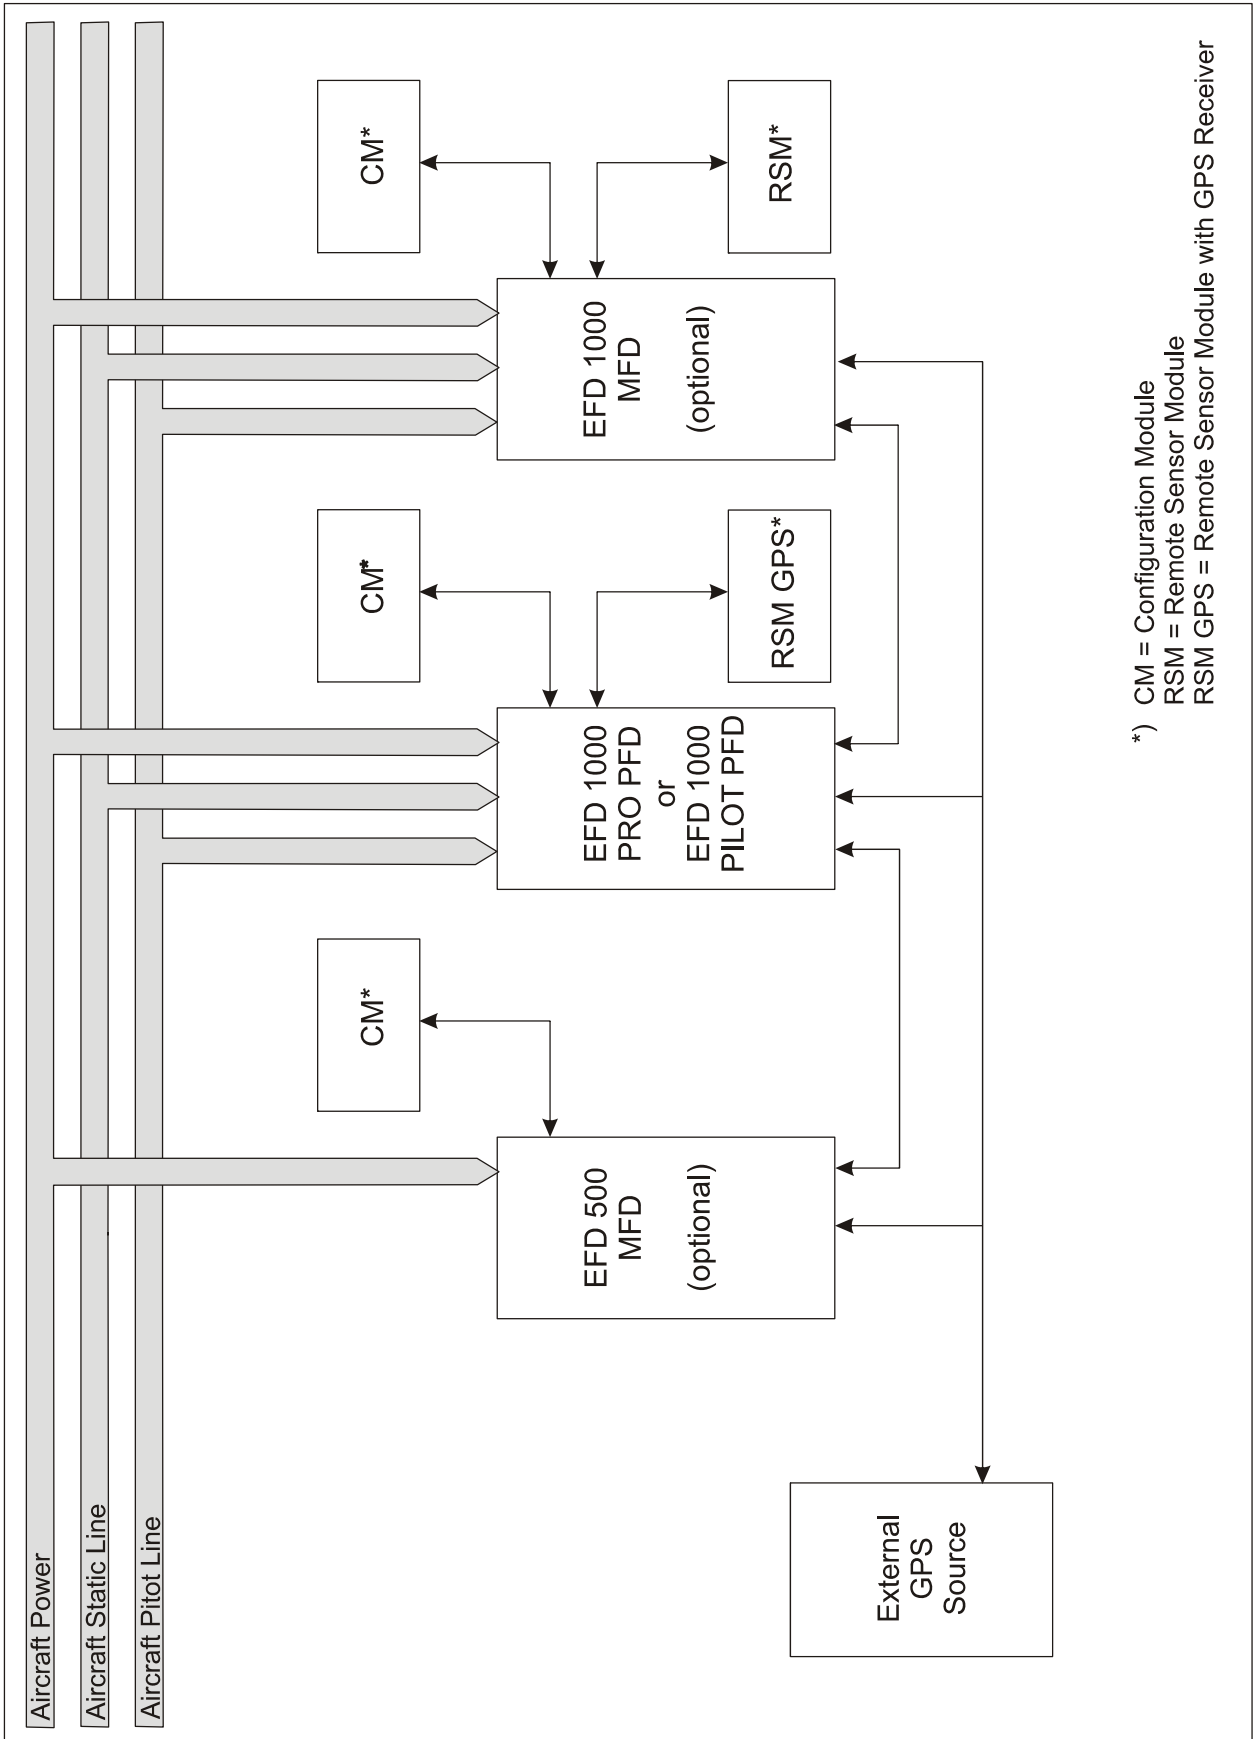 Aircraft Power
Aircraft Static Line
Aircraft Pitot Line
CM*
CM*
CM*
EFD 500
MFD
(optional)
EFD 1000
PRO PFD
or
EFD 1000
PILOT PFD
EFD 1000
MFD
(optional)
RSM GPS*
RSM*
External
GPS
Source
*) CM = Configuration Module
RSM = Remote Sensor Module
RSM GPS = Remote Sensor Module with GPS Receiver